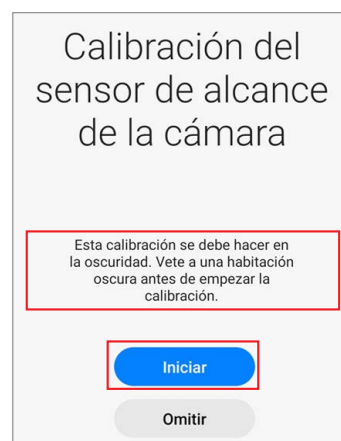 Calibración del
sensor de alcance
de la cámara
Esta calibración se debe hacer en
la oscuridad. Vete a una habitación
oscura antes de empezar la
calibración.
Iniciar
Omitir